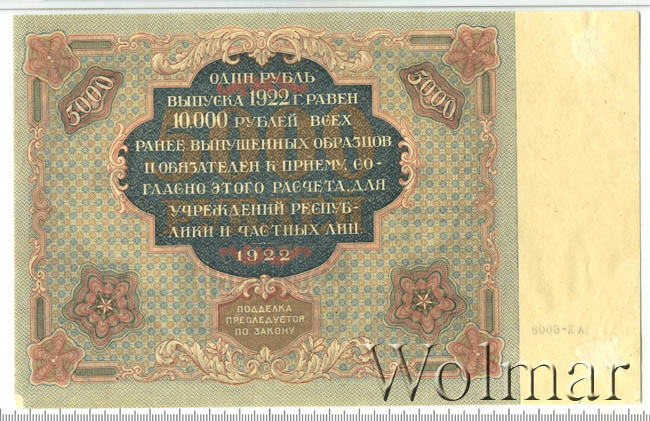 5000
5000
ОДИН РУБЛЬ
ВЫПУСКА 1922 Г. РАВЕН
10.000 РУБЛЕЙ ВСЕХ
РАНЕЕ ВЫПУЩЕННЫХ ОБРАЗЦОВ
И ОБЯЗАТЕЛЕН К ПРИЕМУ, СО-
ГЛАСНО ЭТОГО РАСЧЕТА, ДЛЯ
УЧРЕЖДЕНИЙ РЕСПУБ-
ЛИКИ И ЧАСТНЫХ ЛИЦ.
1922
ПОДДЕЛКА
ПРЕСЛЕДУЕТСЯ
ПО ЗАКОНУ
Wolmar